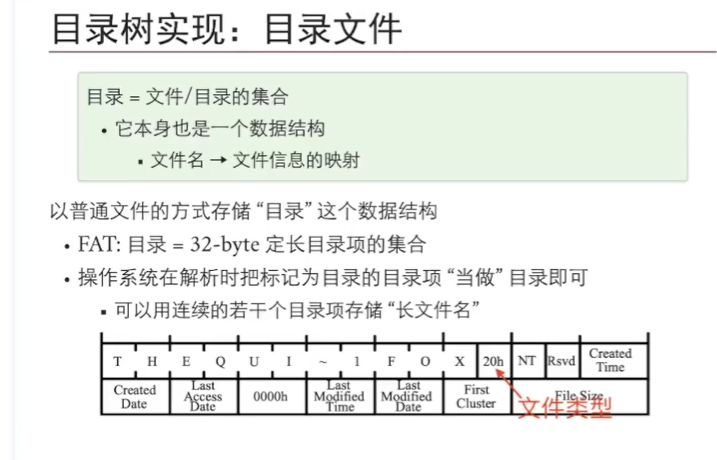 目录树实现：目录文件
目录 = 文件/目录的集合
• 它本身也是一个数据结构
▪ 文件名 → 文件信息的映射
以普通文件的方式存储 “目录” 这个数据结构
• FAT: 目录 = 32-byte 定长目录项的集合
• 操作系统在解析时把标记为目录的目录项 “当做” 目录即可
▪ 可以用连续的若干个目录项存储 “长文件名”
T H E Q U I ~ 1 F O X 20h NT Rsvd Created Time
Created Date Last Access Date 0000h Last Modified Time Last Modified Date First Cluster File Size
文件类型